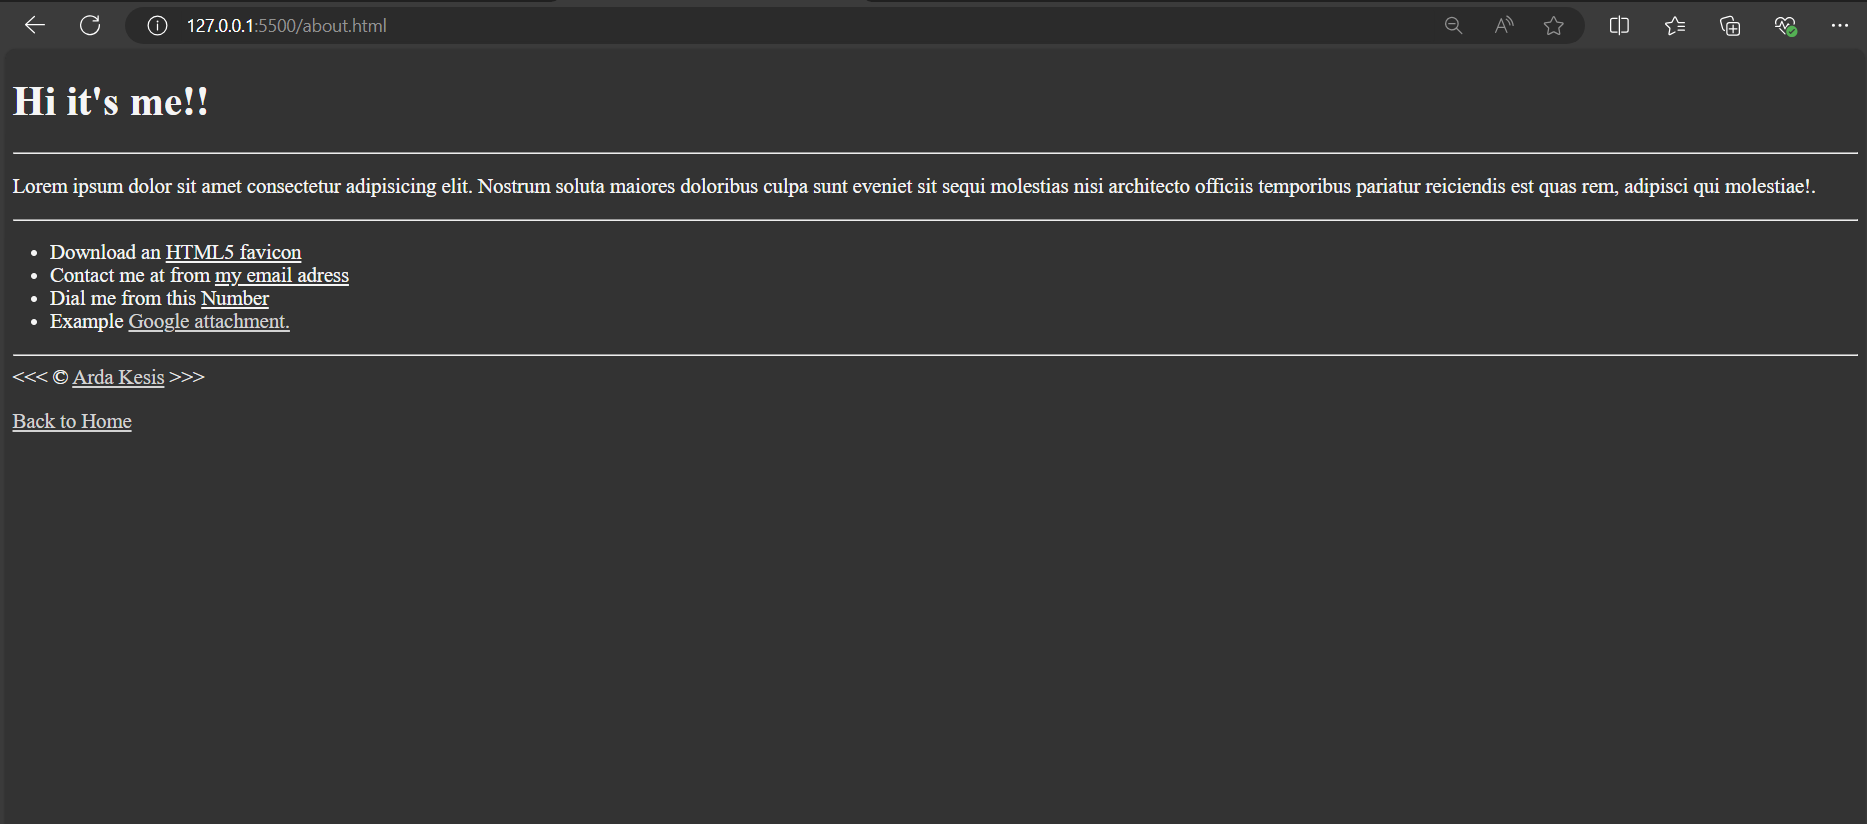 127.0.0.1:5500/about.html
Hi it's me!!
Lorem ipsum dolor sit amet consectetur adipisicing elit. Nostrum soluta maiores doloribus culpa sunt eveniet sit sequi molestias nisi architecto officiis temporibus pariatur reiciendis est quas rem, adipisci qui molestiae!.
• Download an HTML5 favicon
• Contact me at from my email adress
• Dial me from this Number
• Example Google attachment.
<<< © Arda Kesis >>>
Back to Home